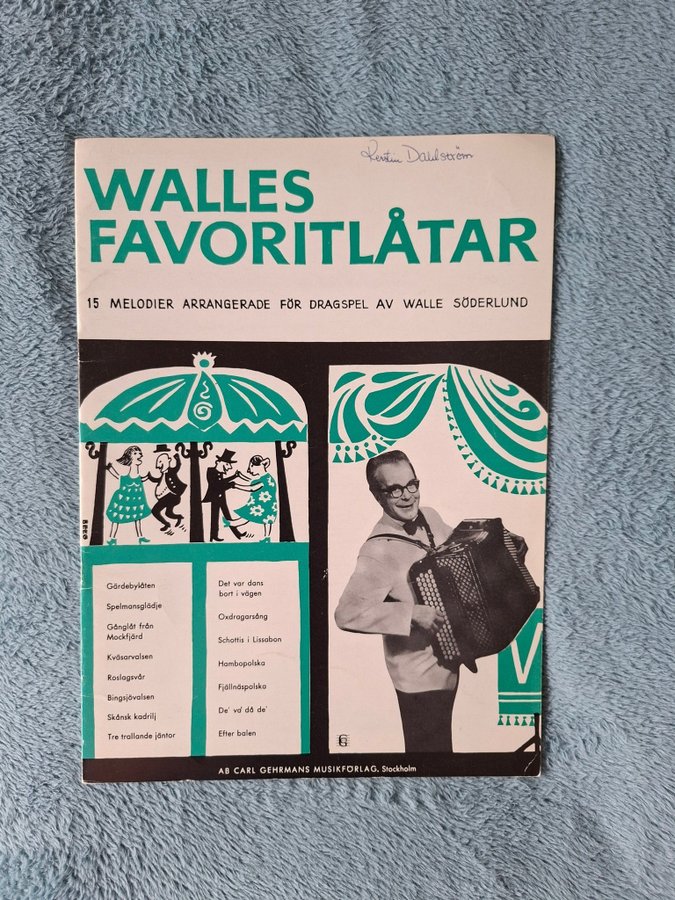 Kerstin Dahlström
WALLES
FAVORITLÅTAR
15 MELODIER ARRANGERADE FÖR DRAGSPEL AV WALLE SÖDERLUND
Gärdebylåten
Spelmansglädje
Gånglåt från
Mockfjärd
Kväsarvalsen
Roslagsvår
Bingsjövalsen
Skånsk kadrilj
Tre trallande jäntor
Det var dans
bort i vägen
Oxdragarsång
Schottis i Lissabon
Hambopolska
Fjällnäspolska
De' va' då de'
Efter balen
W
AB CARL GEHRMANS MUSIKFÖRLAG. Stockholm